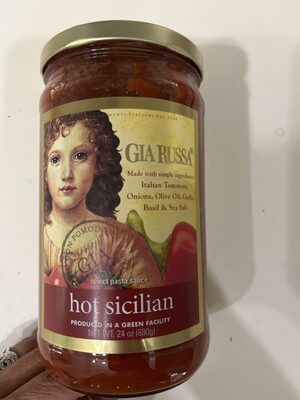 GIA RUSSA®
Made with simple ingredients
Italian Tomatoes,
Onions, Olive Oil, Garlic,
Basil & Sea Salt.
select pasta sauce
hot sicilian
PRODUCED IN A GREEN FACILITY
NET WT. 24 oz (680g)